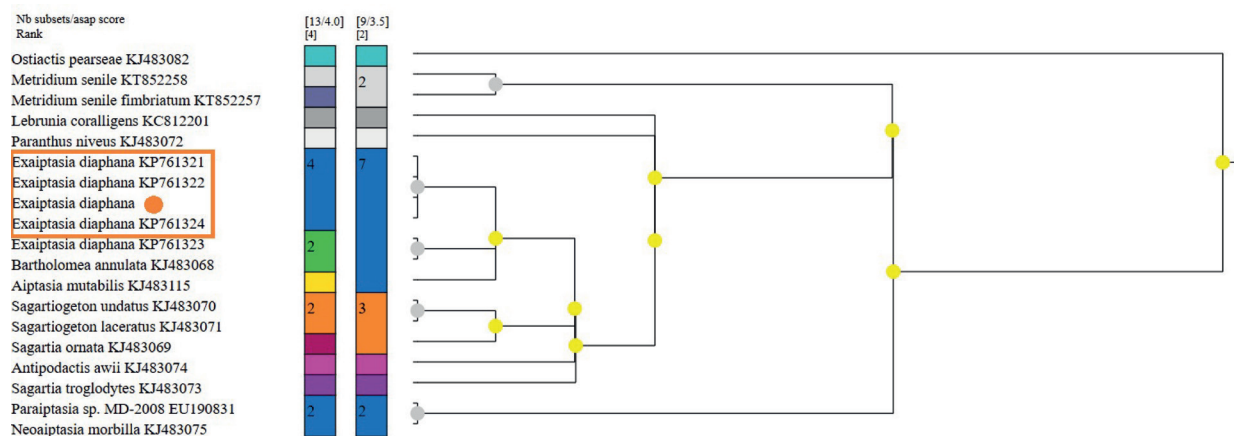 Nb subsets/asap score [13/4.0] [9/3.5]
Rank [4] [2]
Ostiactis pearseae KJ483082
Metridium senile KT852258 2
Metridium senile fimbriatum KT852257
Lebrunia coralligens KC812201
Paranthus niveus KJ483072
Exaiptasia diaphana KP761321 4 7
Exaiptasia diaphana KP761322
Exaiptasia diaphana
Exaiptasia diaphana KP761324
Exaiptasia diaphana KP761323 2
Bartholomea annulata KJ483068
Aiptasia mutabilis KJ483115
Sagartiogeton undatus KJ483070 2 3
Sagartiogeton laceratus KJ483071
Sagartia ornata KJ483069
Antipodactis awii KJ483074
Sagartia troglodytes KJ483073
Paraiptasia sp. MD-2008 EU190831 2 2
Neoaiptasia morbilla KJ483075